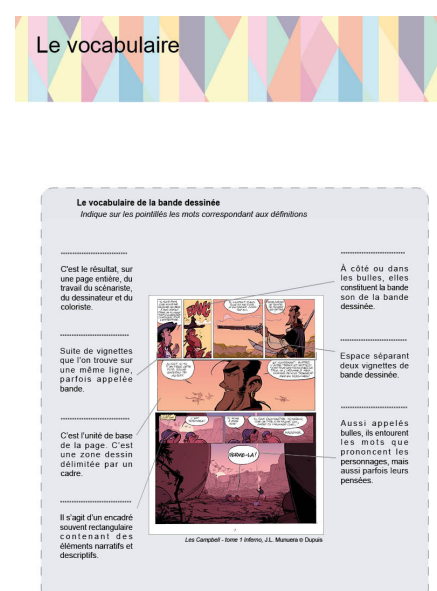 Le vocabulaire
Le vocabulaire de la bande dessinée
Indique sur les pointillés les mots correspondant aux définitions
C'est le résultat, sur
une page entière, du
travail du scénariste,
du dessinateur et du
coloriste.
Suite de vignettes
que l'on trouve sur
une même ligne,
parfois appelée
bande.
C'est l'unité de base
de la page. C'est
une zone dessin
délimitée par un
cadre.
Il s'agit d'un encadré
souvent rectangulaire
contenant des
éléments narratifs et
descriptifs.
À côté ou dans
les bulles, elles
constituent la bande
son de la bande
dessinée.
Espace séparant
deux vignettes de
bande dessinée.
Aussi appelés
bulles, ils entourent
les mots que
prononcent les
personnages, mais
aussi parfois leurs
pensées.
BANG
Les Campbell - tome 1 Inferno, J.L. Munuera © Dupuis